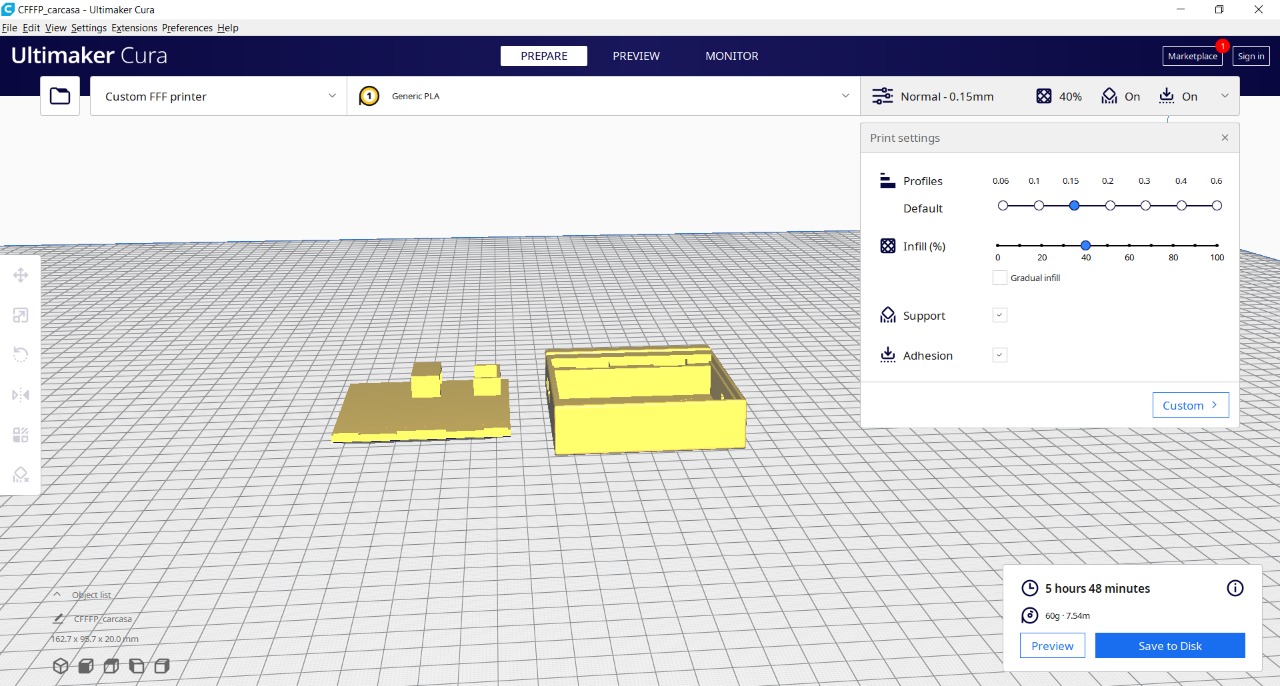 CFFFP_carcasa - Ultimaker Cura
File Edit View Settings Extensions Preferences Help
Ultimaker Cura
PREPARE
PREVIEW
MONITOR
Marketplace
1
Sign in
Custom FFF printer
1
Generic PLA
Normal - 0.15mm
40%
On
On
Print settings
Profiles
0.06 0.1 0.15 0.2 0.3 0.4 0.6
Default
Infill (%)
0 20 40 60 80 100
Gradual infill
Support
Adhesion
Custom
Object list
CFFFP_carcasa
162.7 x 95.7 x 20.0 mm
5 hours 48 minutes
60g · 7.54m
Preview
Save to Disk